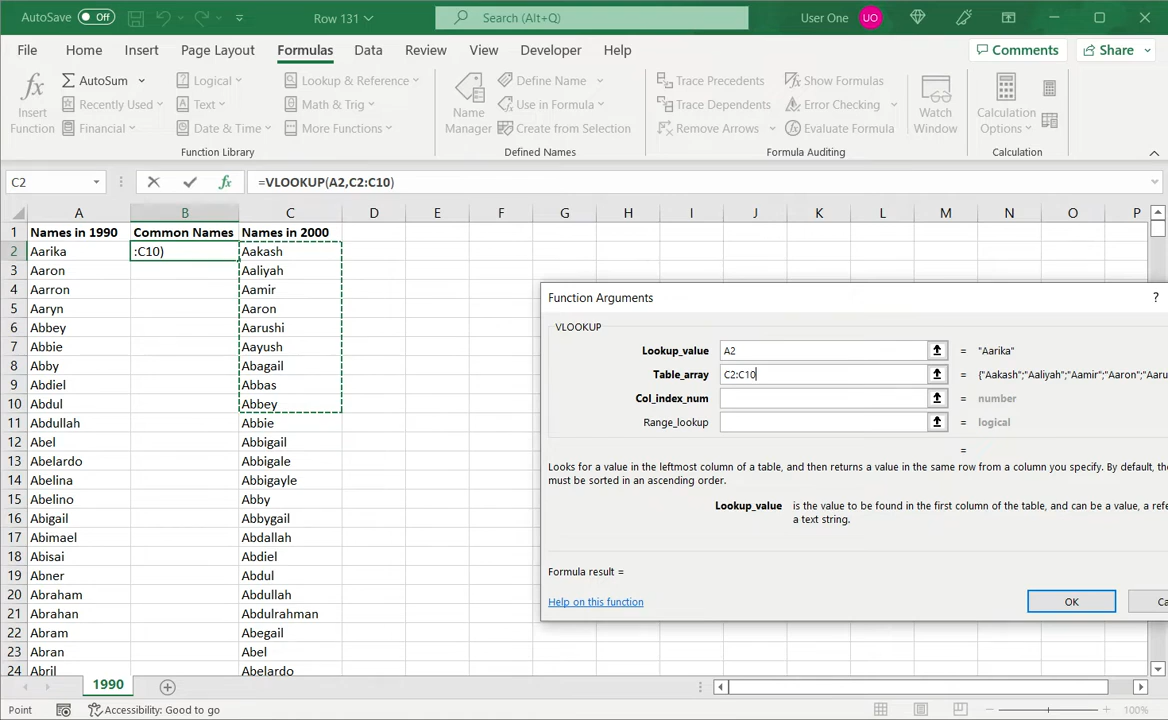 AutoSave Off Row 131 Search (Alt+Q) User One UO
File Home Insert Page Layout Formulas Data Review View Developer Help Comments Share
Insert Function
AutoSum
Recently Used
Financial
Logical
Text
Date & Time
Lookup & Reference
Math & Trig
More Functions
Function Library
Name Manager
Define Name
Use in Formula
Create from Selection
Defined Names
Trace Precedents
Trace Dependents
Remove Arrows
Show Formulas
Error Checking
Evaluate Formula
Formula Auditing
Watch Window
Calculation Options
Calculation
C2 fx =VLOOKUP(A2,C2:C10)
A B C D E F G H I J K L M N O P
1 Names in 1990 Common Names Names in 2000
2 Aarika :C10) Aakash
3 Aaron Aaliyah
4 Aarron Aamir
5 Aaryn Aaron
6 Abbey Aarushi
7 Abbie Aayush
8 Abby Abagail
9 Abdiel Abbas
10 Abdul Abbey
11 Abdullah Abbie
12 Abel Abbigail
13 Abelardo Abbigale
14 Abelina Abbigayle
15 Abelino Abby
16 Abigail Abbygail
17 Abimael Abdallah
18 Abisai Abdiel
19 Abner Abdul
20 Abraham Abdullah
21 Abrahan Abdulrahman
22 Abram Abegail
23 Abran Abel
24 Abril Abelardo
Function Arguments ?
VLOOKUP
Lookup_value A2 = "Aarika"
Table_array C2:C10 = {"Aakash";"Aaliyah";"Aamir";"Aaron";"Aaru
Col_index_num = number
Range_lookup = logical
=
Looks for a value in the leftmost column of a table, and then returns a value in the same row from a column you specify. By default, the
must be sorted in an ascending order.
Lookup_value is the value to be found in the first column of the table, and can be a value, a refe
a text string.
Formula result =
Help on this function OK Ca
1990
Point Accessibility: Good to go 100%